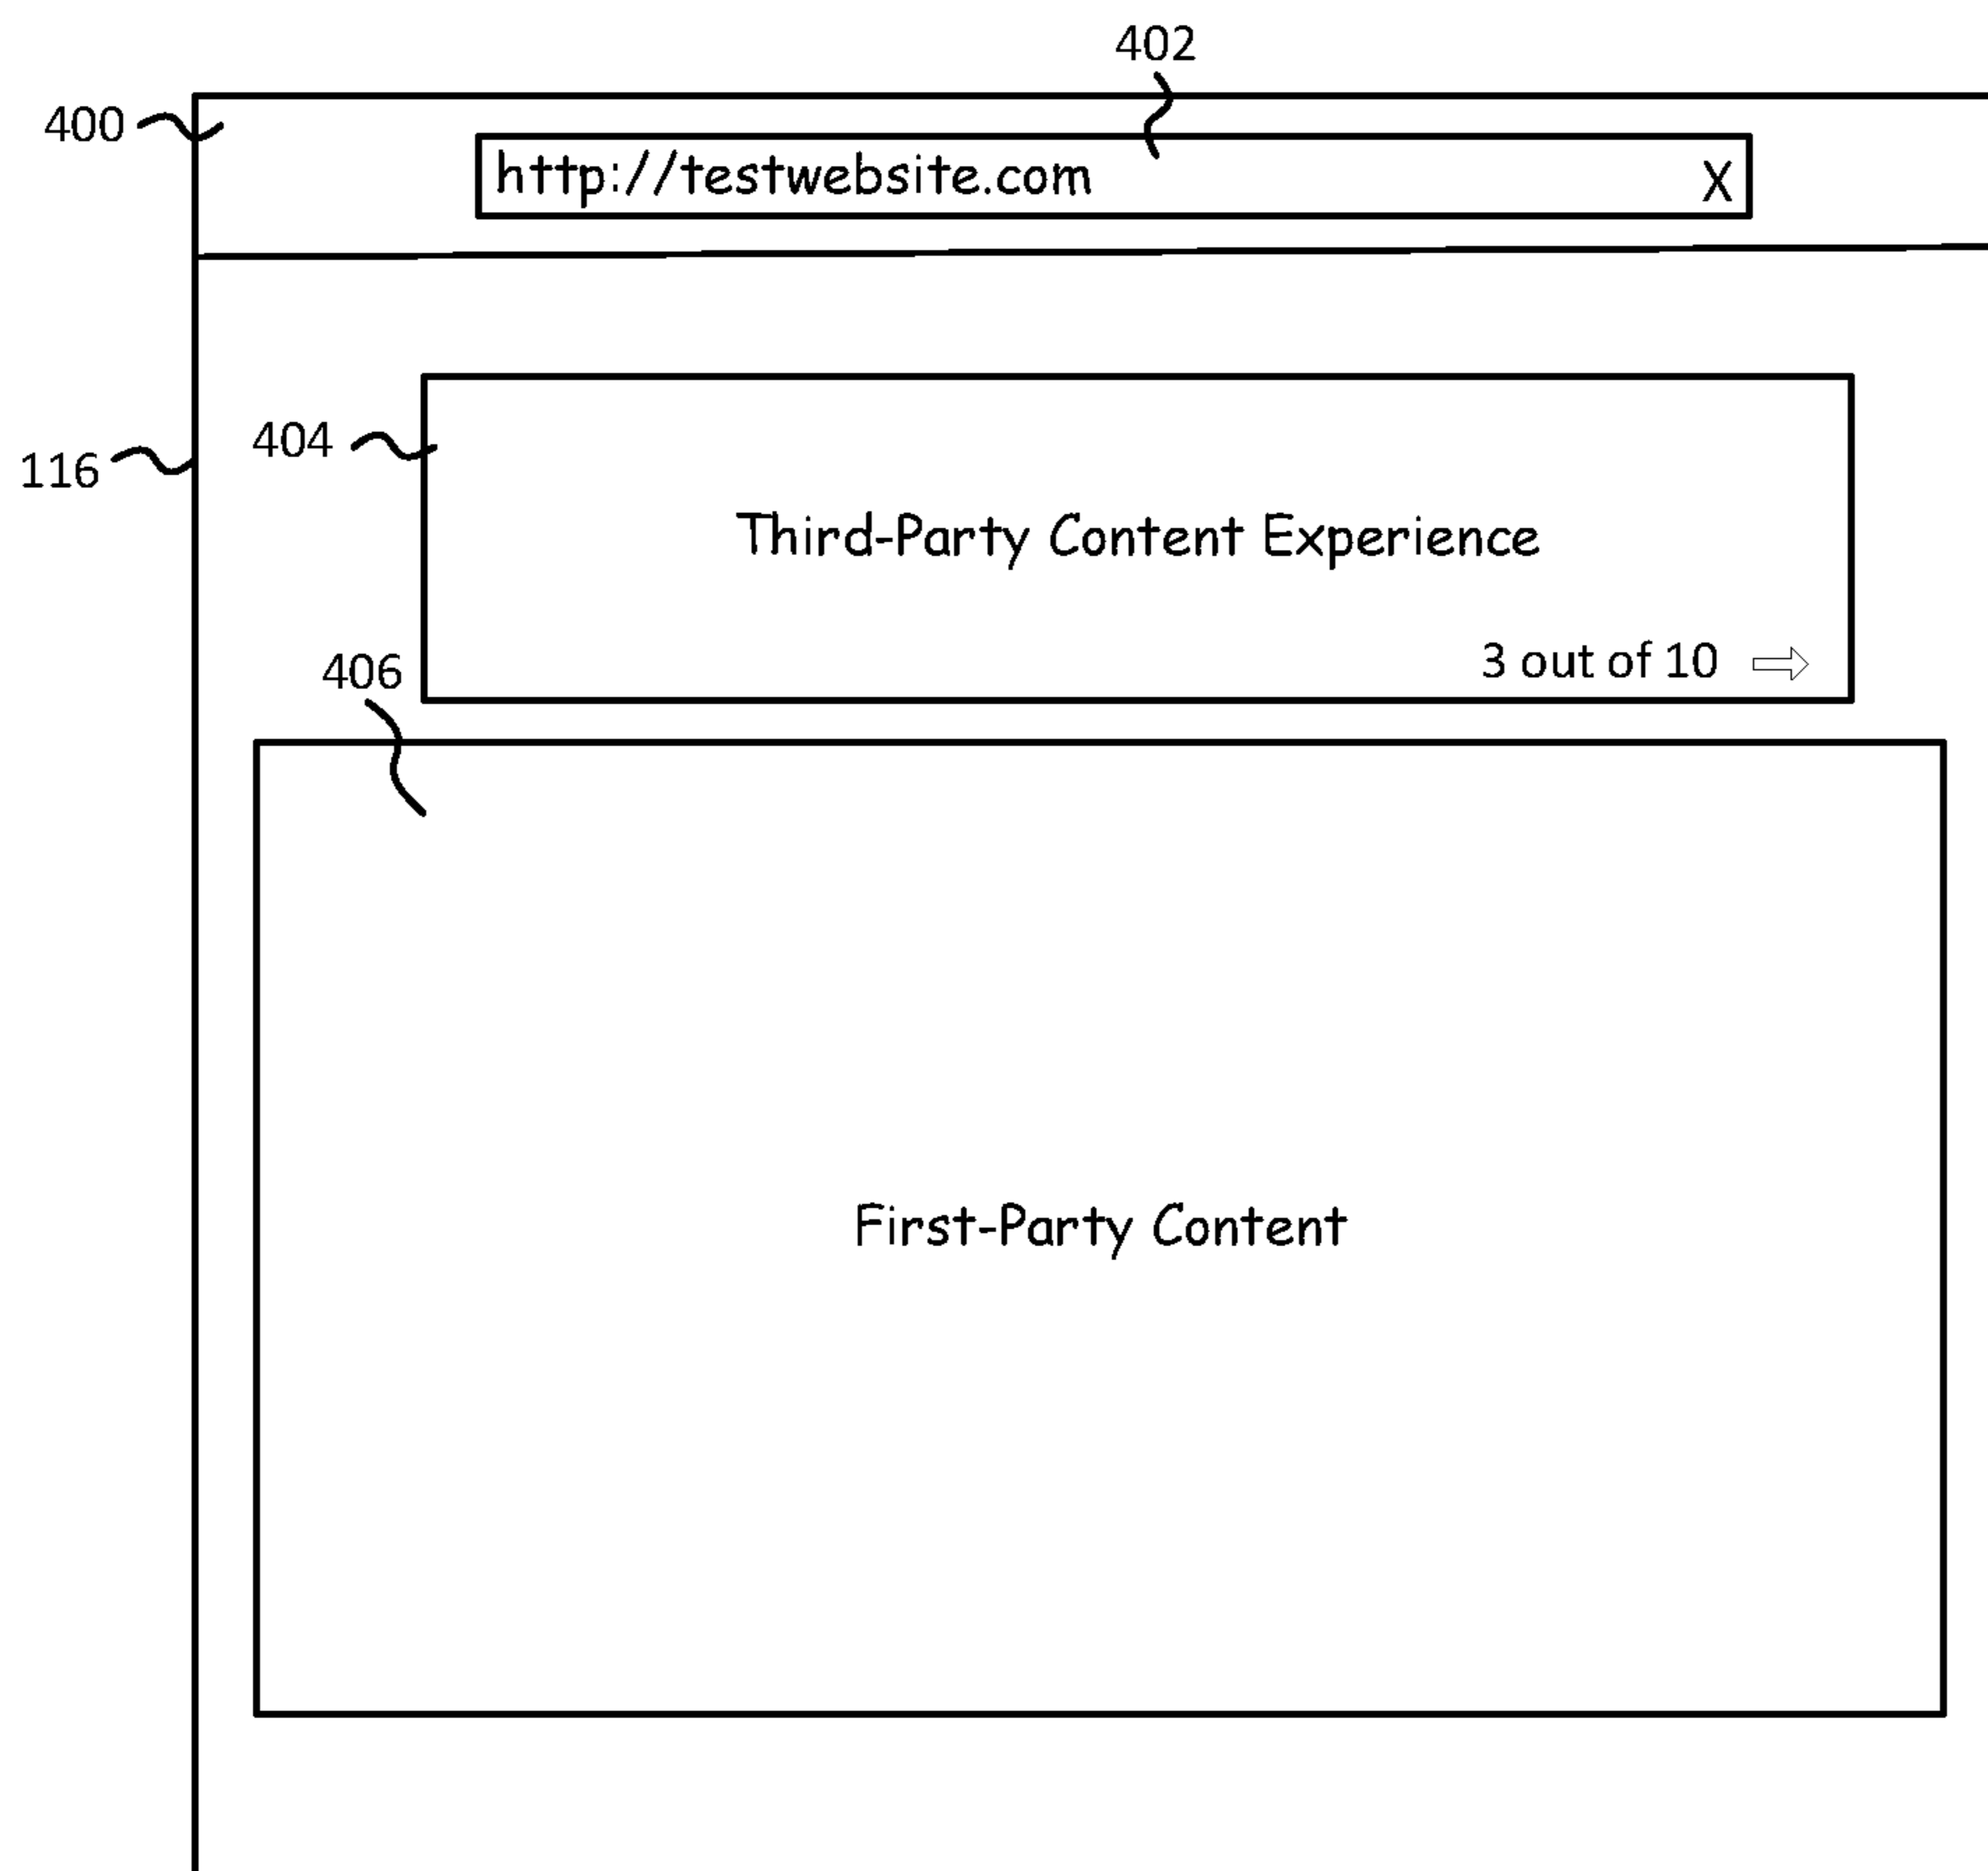 402
400
http://testwebsite.com X
404
116
Third-Party Content Experience
3 out of 10 ⇨
406
First-Party Content